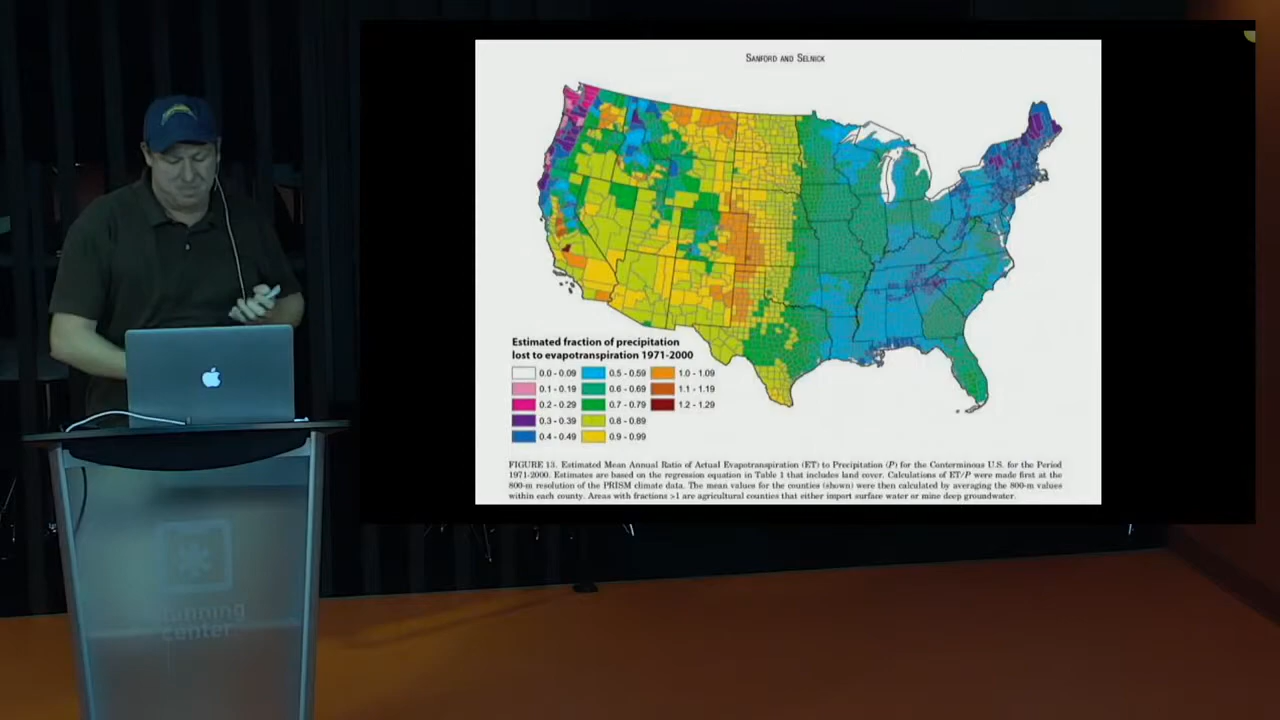 SANFORD AND SELNICK
Estimated fraction of precipitation
lost to evapotranspiration 1971-2000
0.0 - 0.09 0.5 - 0.59 1.0 - 1.09
0.1 - 0.19 0.6 - 0.69 1.1 - 1.19
0.2 - 0.29 0.7 - 0.79 1.2 - 1.29
0.3 - 0.39 0.8 - 0.89
0.4 - 0.49 0.9 - 0.99
FIGURE 13. Estimated Mean Annual Ratio of Actual Evapotranspiration (ET) to Precipitation (P) for the Conterminous U.S. for the Period
1971-2000. Estimates are based on the regression equation in Table 1 that includes land cover. Calculations of ET/P were made first at the
800-m resolution of the PRISM climate data. The mean values for the counties (shown) were then calculated by averaging the 800-m values
within each county. Areas with fractions >1 are agricultural counties that either import surface water or mine deep groundwater.
center